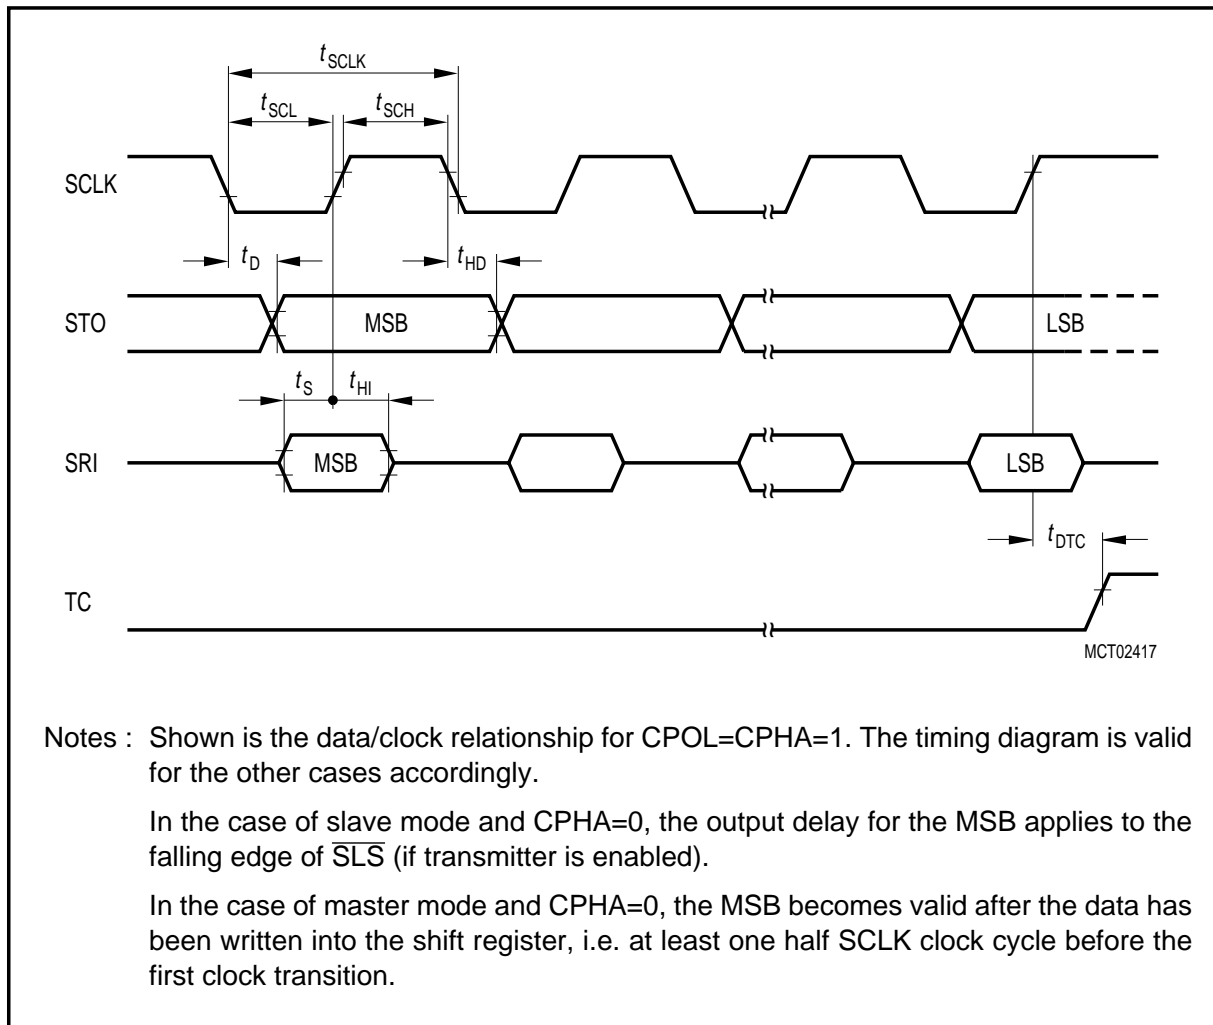 tSCLK
tSCL
tSCH
SCLK
tD
tHD
STO
MSB
LSB
tS
tHI
SRI
MSB
LSB
tDTC
TC
MCT02417
Notes : Shown is the data/clock relationship for CPOL=CPHA=1. The timing diagram is valid
for the other cases accordingly.
In the case of slave mode and CPHA=0, the output delay for the MSB applies to the
falling edge of S̅L̅S̅ (if transmitter is enabled).
In the case of master mode and CPHA=0, the MSB becomes valid after the data has
been written into the shift register, i.e. at least one half SCLK clock cycle before the
first clock transition.